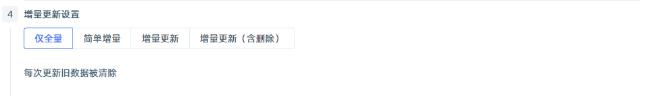 4 增量更新设置
仅全量 简单增量 增量更新 增量更新（含删除）
每次更新旧数据被清除